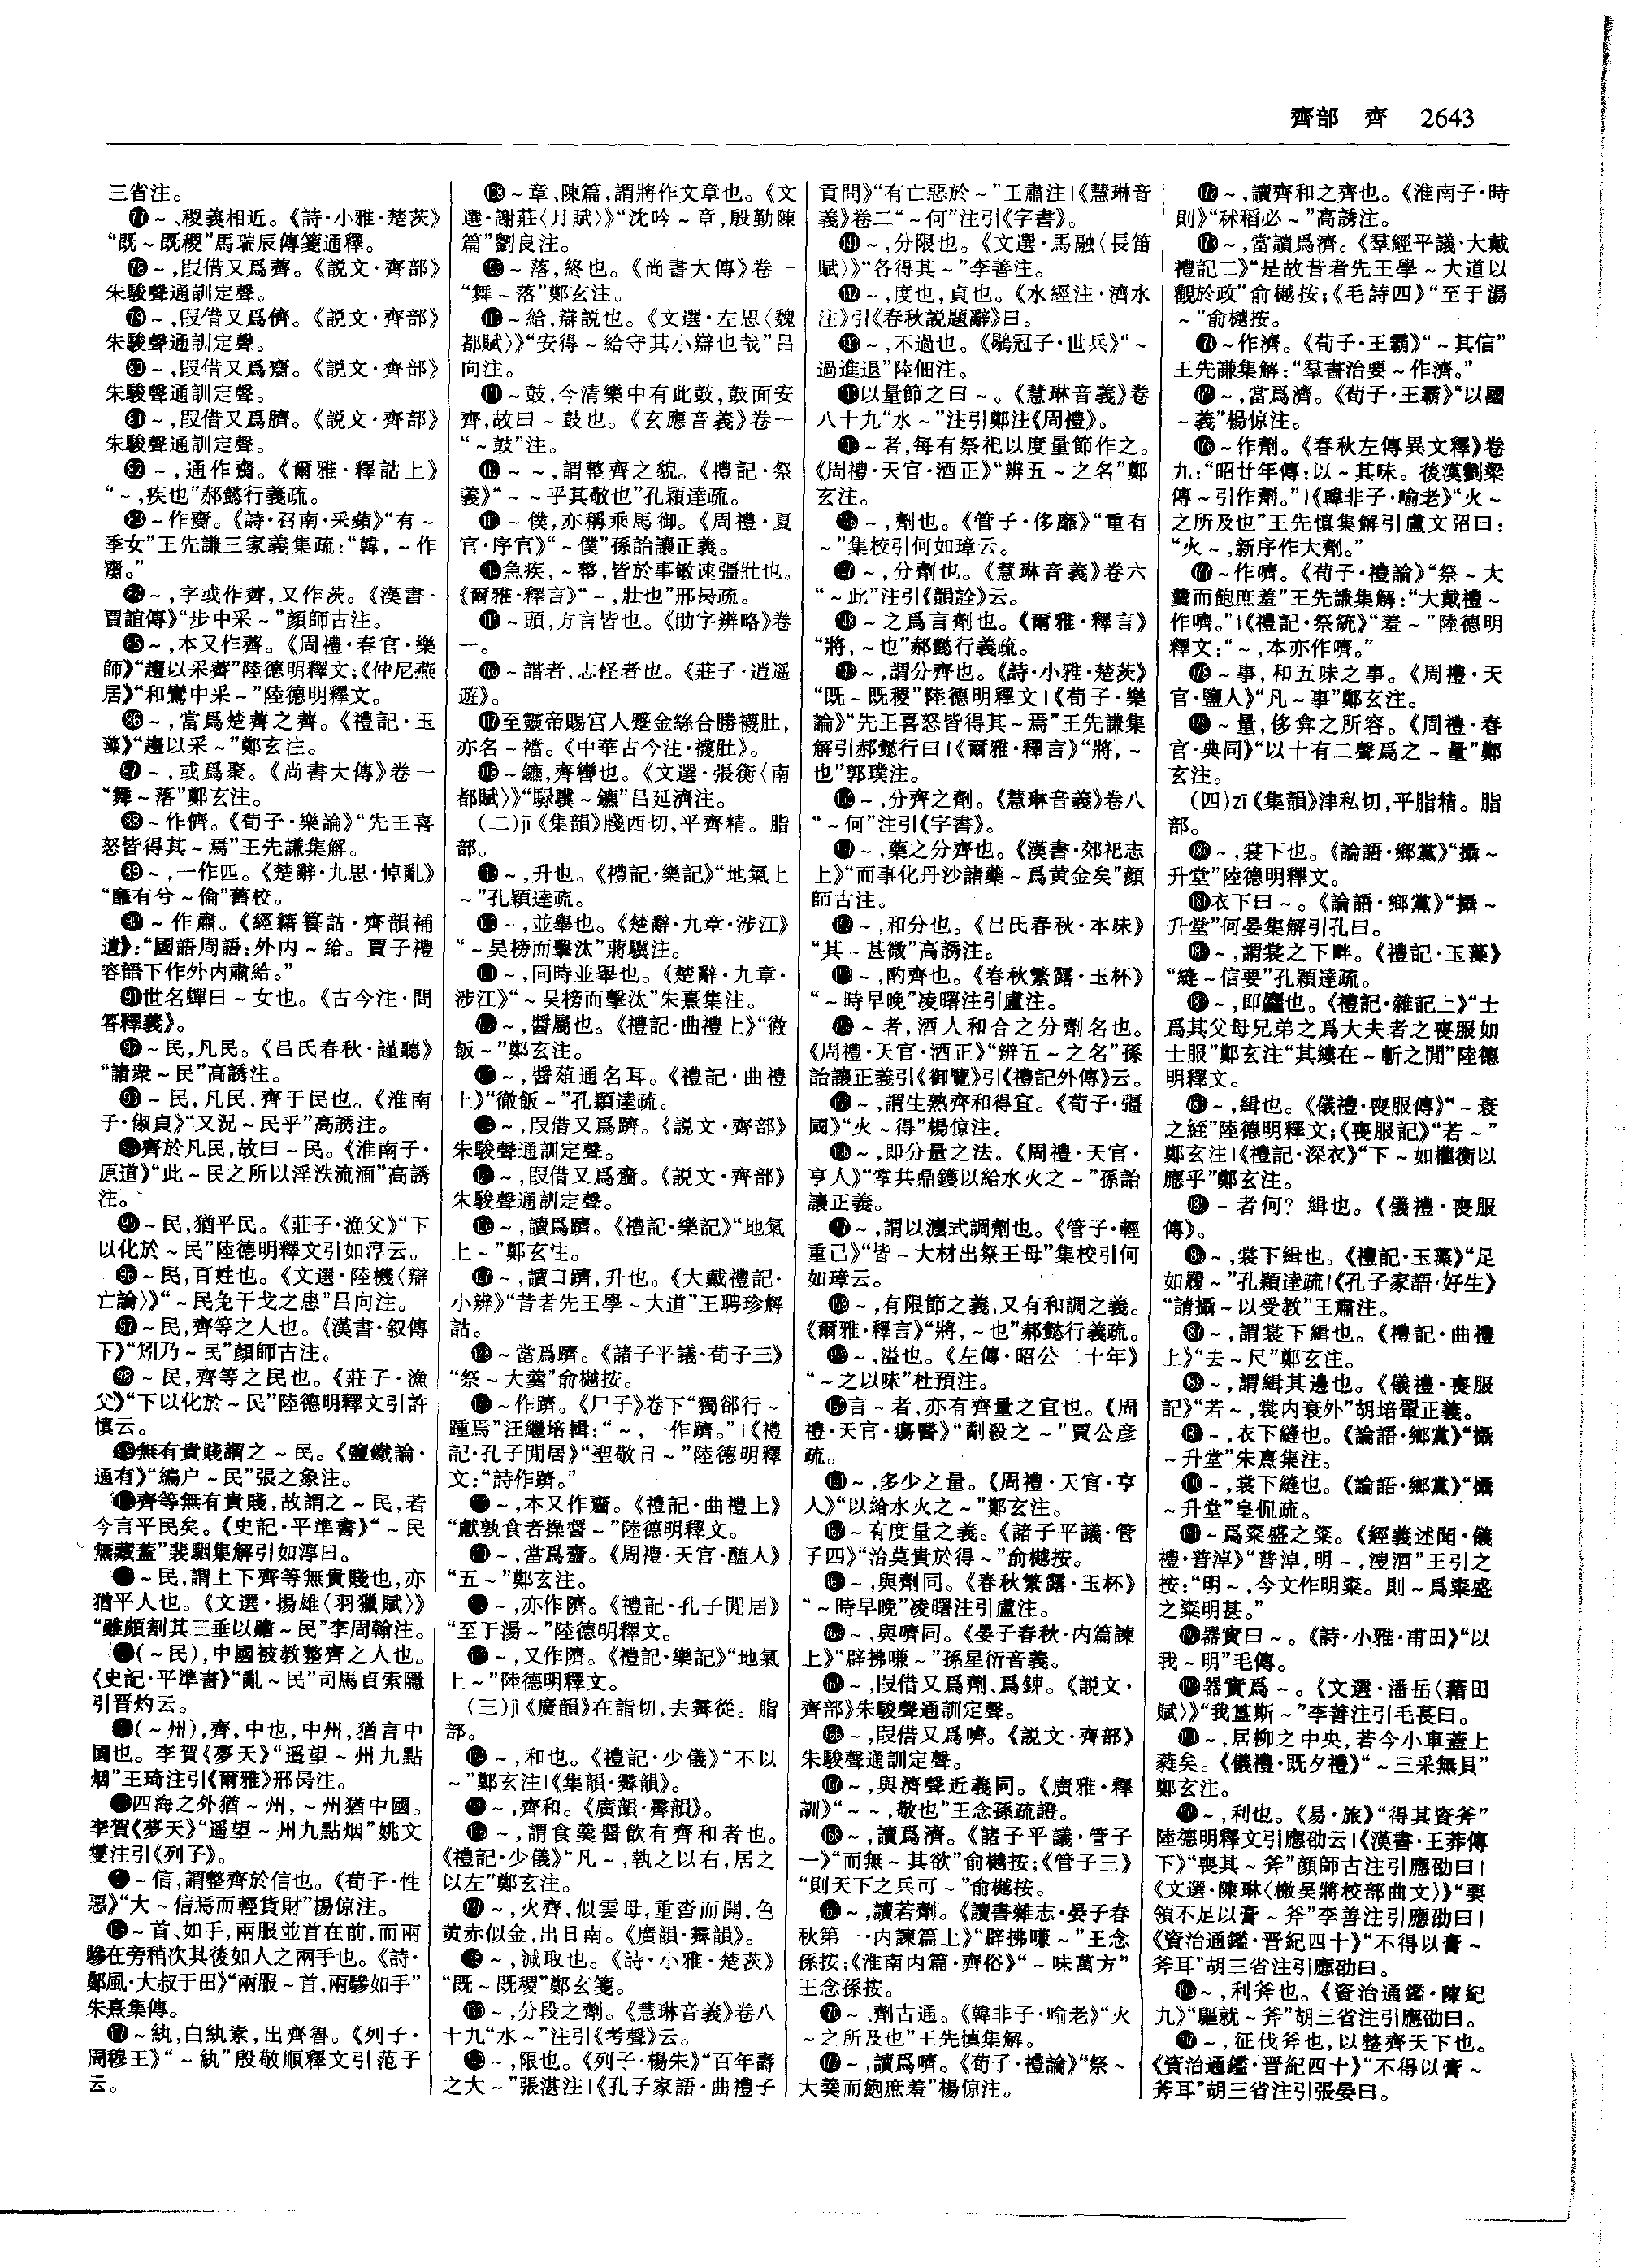 齊部 齊 2643
三省注。
~、稷義相近。《詩·小雅·楚茨》
“既~既稷”馬瑞辰傳箋通釋。
~,叚借又爲薺。《説文·齊部》
朱駿聲通訓定聲。
~,叚借又爲儕。《説文·齊部》
朱駿聲通訓定聲。
~,叚借又爲齋。《説文·齊部》
朱駿聲通訓定聲。
~,叚借又爲臍。《説文·齊部》
朱駿聲通訓定聲。
~,通作齌。《爾雅·釋詁上》
“~,疾也”郝懿行義疏。
~作齋。《詩·召南·采蘋》“有~
季女”王先謙三家義集疏:“韓,~作
齋。”
~,字或作薺,又作茨。《漢書·
賈誼傳》“步中采~”顔師古注。
~,本又作薺。《周禮·春官·樂
師》“趨以采薺”陸德明釋文;《仲尼燕
居》“和鸞中采~”陸德明釋文。
~,當爲楚薺之薺。《禮記·玉
藻》“趨以采~”鄭玄注。
~,或爲聚。《尚書大傳》卷一
“舞~落”鄭玄注。
~作儕。《荀子·樂論》“先王喜
怒皆得其~焉”王先謙集解。
~,一作匹。《楚辭·九思·悼亂》
“靡有兮~倫”舊校。
~作肅。《經籍籑詁·齊韻補
遺》:“國語周語:外内~給。賈子禮
容語下作外内肅給。”
世名蟬曰~女也。《古今注·問
答釋義》。
~民,凡民。《吕氏春秋·謹聽》
“諸衆~民”高誘注。
~民,凡民,齊于民也。《淮南
子·俶真》“又況~民乎”高誘注。
齊於凡民,故曰~民。《淮南子·
原道》“此~民之所以淫泆流湎”高誘
注。
~民,猶平民。《莊子·漁父》“下
以化於~民”陸德明釋文引如淳云。
~民,百姓也。《文選·陸機〈辯
亡論〉》“~民免干戈之患”吕向注。
~民,齊等之人也。《漢書·叙傳
下》“矧乃~民”顔師古注。
~民,齊等之民也。《莊子·漁
父》“下以化於~民”陸德明釋文引許
慎云。
無有貴賤謂之~民。《鹽鐵論·
通有》“編户~民”張之象注。
齊等無有貴賤,故謂之~民,若
今言平民矣。《史記·平準書》“~民
無藏蓋”裴駰集解引如淳曰。
~民,謂上下齊等無貴賤也,亦
猶平人也。《文選·揚雄〈羽獵賦〉》
“雖頗割其三垂以贍~民”李周翰注。
(~民),中國被教整齊之人也。
《史記·平準書》“亂~民”司馬貞索隱
引晋灼云。
(~州),齊,中也,中州,猶言中
國也。李賀《夢天》“遥望~州九點
烟”王琦注引《爾雅》邢昺注。
四海之外猶~州,~州猶中國。
李賀《夢天》“遥望~州九點烟”姚文
燮注引《列子》。
~信,謂整齊於信也。《荀子·性
惡》“大~信焉而輕貨財”楊倞注。
~首、如手,兩服並首在前,而兩
驂在旁稍次其後如人之兩手也。《詩·
鄭風·大叔于田》“兩服~首,兩驂如手”
朱熹集傳。
~紈,白紈素,出齊魯。《列子·
周穆王》“~紈”殷敬順釋文引范子
云。
~章、陳篇,謂將作文章也。《文
選·謝莊〈月賦〉》“沈吟~章,殷勤陳
篇”劉良注。
~落,終也。《尚書大傳》卷一
“舞~落”鄭玄注。
~給,辯説也。《文選·左思〈魏
都賦〉》“安得~給守其小辯也哉”吕
向注。
~鼓,今清樂中有此鼓,鼓面安
齊,故曰~鼓也。《玄應音義》卷一
“~鼓”注。
~~,謂整齊之貌。《禮記·祭
義》“~~乎其敬也”孔穎達疏。
~僕,亦稱乘馬御。《周禮·夏
官·序官》“~僕”孫詒讓正義。
急疾,~整,皆於事敏速彊壯也。
《爾雅·釋言》“~,壯也”邢昺疏。
~頭,方言皆也。《助字辨略》卷
一。
~諧者,志怪者也。《莊子·逍遥
遊》。
至靈帝賜宫人蹙金絲合勝襪肚,
亦名~襠。《中華古今注·襪肚》。
~鑣,齊轡也。《文選·張衡〈南
都賦〉》“騄驥~鑣”吕延濟注。
(二)jī《集韻》牋西切,平齊精。脂
部。
~,升也。《禮記·樂記》“地氣上
~”孔穎達疏。
~,並舉也。《楚辭·九章·涉江》
“~吴榜而擊汰”蔣驥注。
~,同時並舉也。《楚辭·九章·
涉江》“~吴榜而擊汰”朱熹集注。
~,醬屬也。《禮記·曲禮上》“徹
飯~”鄭玄注。
~,醬葅通名耳。《禮記·曲禮
上》“徹飯~”孔穎達疏。
~,叚借又爲躋。《説文·齊部》
朱駿聲通訓定聲。
~,叚借又爲齎。《説文·齊部》
朱駿聲通訓定聲。
~,讀爲躋。《禮記·樂記》“地氣
上~”鄭玄注。
~,讀曰躋,升也。《大戴禮記·
小辨》“昔者先王學~大道”王聘珍解
詁。
~當爲躋。《諸子平議·荀子三》
“祭~大羹”俞樾按。
~作躋。《尸子》卷下“獨郤行~
踵焉”汪繼培輯:“~,一作躋。”|《禮
記·孔子閒居》“聖敬日~”陸德明釋
文:“詩作躋。”
~,本又作齏。《禮記·曲禮上》
“獻孰食者操醬~”陸德明釋文。
~,當爲齏。《周禮·天官·醢人》
“五~”鄭玄注。
~,亦作隮。《禮記·孔子閒居》
“至于湯~”陸德明釋文。
~,又作隮。《禮記·樂記》“地氣
上~”陸德明釋文。
(三)jì《廣韻》在詣切,去霽從。脂
部。
~,和也。《禮記·少儀》“不以
~”鄭玄注|《集韻·霽韻》。
~,齊和。《廣韻·霽韻》。
~,謂食羹醬飲有齊和者也。
《禮記·少儀》“凡~,執之以右,居之
以左”鄭玄注。
~,火齊,似雲母,重沓而開,色
黄赤似金,出日南。《廣韻·霽韻》。
~,減取也。《詩·小雅·楚茨》
“既~既稷”鄭玄箋。
~,分段之劑。《慧琳音義》卷八
十九“水~”注引《考聲》云。
~,限也。《列子·楊朱》“百年壽
之大~”張湛注|《孔子家語·曲禮子
貢問》“有亡惡於~”王肅注|《慧琳音
義》卷二“~何”注引《字書》。
~,分限也。《文選·馬融〈長笛
賦〉》“各得其~”李善注。
~,度也,貞也。《水經注·濟水
注》引《春秋説題辭》曰。
~,不過也。《鶡冠子·世兵》“~
過進退”陸佃注。
以量節之曰~。《慧琳音義》卷
八十九“水~”注引鄭注《周禮》。
~者,每有祭祀以度量節作之。
《周禮·天官·酒正》“辨五~之名”鄭
玄注。
~,劑也。《管子·侈靡》“重有
~”集校引何如璋云。
~,分劑也。《慧琳音義》卷六
“~此”注引《韻詮》云。
~之爲言劑也。《爾雅·釋言》
“將,~也”郝懿行義疏。
~,謂分齊也。《詩·小雅·楚茨》
“既~既稷”陸德明釋文|《荀子·樂
論》“先王喜怒皆得其~焉”王先謙集
解引郝懿行曰|《爾雅·釋言》“將,~
也”郭璞注。
~,分齊之劑。《慧琳音義》卷八
“~何”注引《字書》。
~,藥之分齊也。《漢書·郊祀志
上》“而事化丹沙諸藥~爲黄金矣”顔
師古注。
~,和分也。《吕氏春秋·本味》
“其~甚微”高誘注。
~,酌齊也。《春秋繁露·玉杯》
“~時早晚”凌曙注引盧注。
~者,酒人和合之分劑名也。
《周禮·天官·酒正》“辨五~之名”孫
詒讓正義引《御覽》引《禮記外傳》云。
~,謂生熟齊和得宜。《荀子·彊
國》“火~得”楊倞注。
~,即分量之法。《周禮·天官·
亨人》“掌共鼎鑊以給水火之~”孫詒
讓正義。
~,謂以灋式調劑也。《管子·輕
重己》“皆~大材出祭王母”集校引何
如璋云。
~,有限節之義,又有和調之義。
《爾雅·釋言》“將,~也”郝懿行義疏。
~,溢也。《左傳·昭公二十年》
“~之以味”杜預注。
言~者,亦有齊量之宜也。《周
禮·天官·瘍醫》“劀殺之~”賈公彦
疏。
~,多少之量。《周禮·天官·亨
人》“以給水火之~”鄭玄注。
~有度量之義。《諸子平議·管
子四》“治莫貴於得~”俞樾按。
~,與劑同。《春秋繁露·玉杯》
“~時早晚”凌曙注引盧注。
~,與嚌同。《晏子春秋·内篇諫
上》“辟拂嗛~”孫星衍音義。
~,叚借又爲劑、爲鉘。《説文·
齊部》朱駿聲通訓定聲。
~,叚借又爲嚌。《説文·齊部》
朱駿聲通訓定聲。
~,與濟聲近義同。《廣雅·釋
訓》“~~,敬也”王念孫疏證。
~,讀爲濟。《諸子平議·管子
一》“而無~其欲”俞樾按;《管子三》
“則天下之兵可~”俞樾按。
~,讀若劑。《讀書雜志·晏子春
秋第一·内諫篇上》“辟拂嗛~”王念
孫按;《淮南内篇·齊俗》“~味萬方”
王念孫按。
~、劑古通。《韓非子·喻老》“火
~之所及也”王先慎集解。
~,讀爲嚌。《荀子·禮論》“祭~
大羹而飽庶羞”楊倞注。
~,讀齊和之齊也。《淮南子·時
則》“秫稻必~”高誘注。
~,當讀爲濟。《羣經平議·大戴
禮記二》“是故昔者先王學~大道以
觀於政”俞樾按;《毛詩四》“至于湯
~”俞樾按。
~作濟。《荀子·王霸》“~其信”
王先謙集解:“羣書治要~作濟。”
~,當爲濟。《荀子·王霸》“以國
~義”楊倞注。
~作劑。《春秋左傳異文釋》卷
九:“昭廿年傳:以~其味。後漢劉梁
傳~引作劑。”|《韓非子·喻老》“火~
之所及也”王先慎集解引盧文弨曰:
“火~,新序作大劑。”
~作嚌。《荀子·禮論》“祭~大
羹而飽庶羞”王先謙集解:“大戴禮~
作嚌。”|《禮記·祭統》“羞~”陸德明
釋文:“~,本亦作嚌。”
~事,和五味之事。《周禮·天
官·鹽人》“凡~事”鄭玄注。
~量,侈弇之所容。《周禮·春
官·典同》“以十有二聲爲之~量”鄭
玄注。
(四)zī《集韻》津私切,平脂精。脂
部。
~,裳下也。《論語·鄉黨》“攝~
升堂”陸德明釋文。
衣下曰~。《論語·鄉黨》“攝~
升堂”何晏集解引孔曰。
~,謂裳之下畔。《禮記·玉藻》
“縫~倍要”孔穎達疏。
~,即齏也。《禮記·雜記上》“士
爲其父母兄弟之爲大夫者之喪服如
士服”鄭玄注“其縷在~斬之閒”陸德
明釋文。
~,緝也。《儀禮·喪服傳》“~衰
之絰”陸德明釋文;《喪服記》“若~”
鄭玄注|《禮記·深衣》“下~如權衡以
應平”鄭玄注。
~者何?緝也。《儀禮·喪服
傳》。
~,裳下緝也。《禮記·玉藻》“足
如履~”孔穎達疏|《孔子家語·好生》
“請攝~以受教”王肅注。
~,謂裳下緝也。《禮記·曲禮
上》“去~尺”鄭玄注。
~,謂緝其邊也。《儀禮·喪服
記》“若~,裳内衰外”胡培翬正義。
~,衣下縫也。《論語·鄉黨》“攝
~升堂”朱熹集注。
~,裳下縫也。《論語·鄉黨》“攝
~升堂”皇侃疏。
~爲粢盛之粢。《經義述聞·儀
禮·普淖》“普淖,明~,溲酒”王引之
按:“明~,今文作明粢。則~爲粢盛
之粢明甚。”
器實曰~。《詩·小雅·甫田》“以
我~明”毛傳。
器實爲~。《文選·潘岳〈藉田
賦〉》“我簋斯~”李善注引毛萇曰。
~,居柳之中央,若今小車蓋上
蕤矣。《儀禮·既夕禮》“~三采無貝”
鄭玄注。
~,利也。《易·旅》“得其資斧”
陸德明釋文引應劭云|《漢書·王莽傳
下》“喪其~斧”顔師古注引應劭曰|
《文選·陳琳〈檄吴將校部曲文〉》“要
領不足以膏~斧”李善注引應劭曰|
《資治通鑑·晋紀四十》“不得以膏~
斧耳”胡三省注引應劭曰。
~,利斧也。《資治通鑑·陳紀
九》“驅就~斧”胡三省注引應劭曰。
~,征伐斧也,以整齊天下也。
《資治通鑑·晋紀四十》“不得以膏~
斧耳”胡三省注引張晏曰。